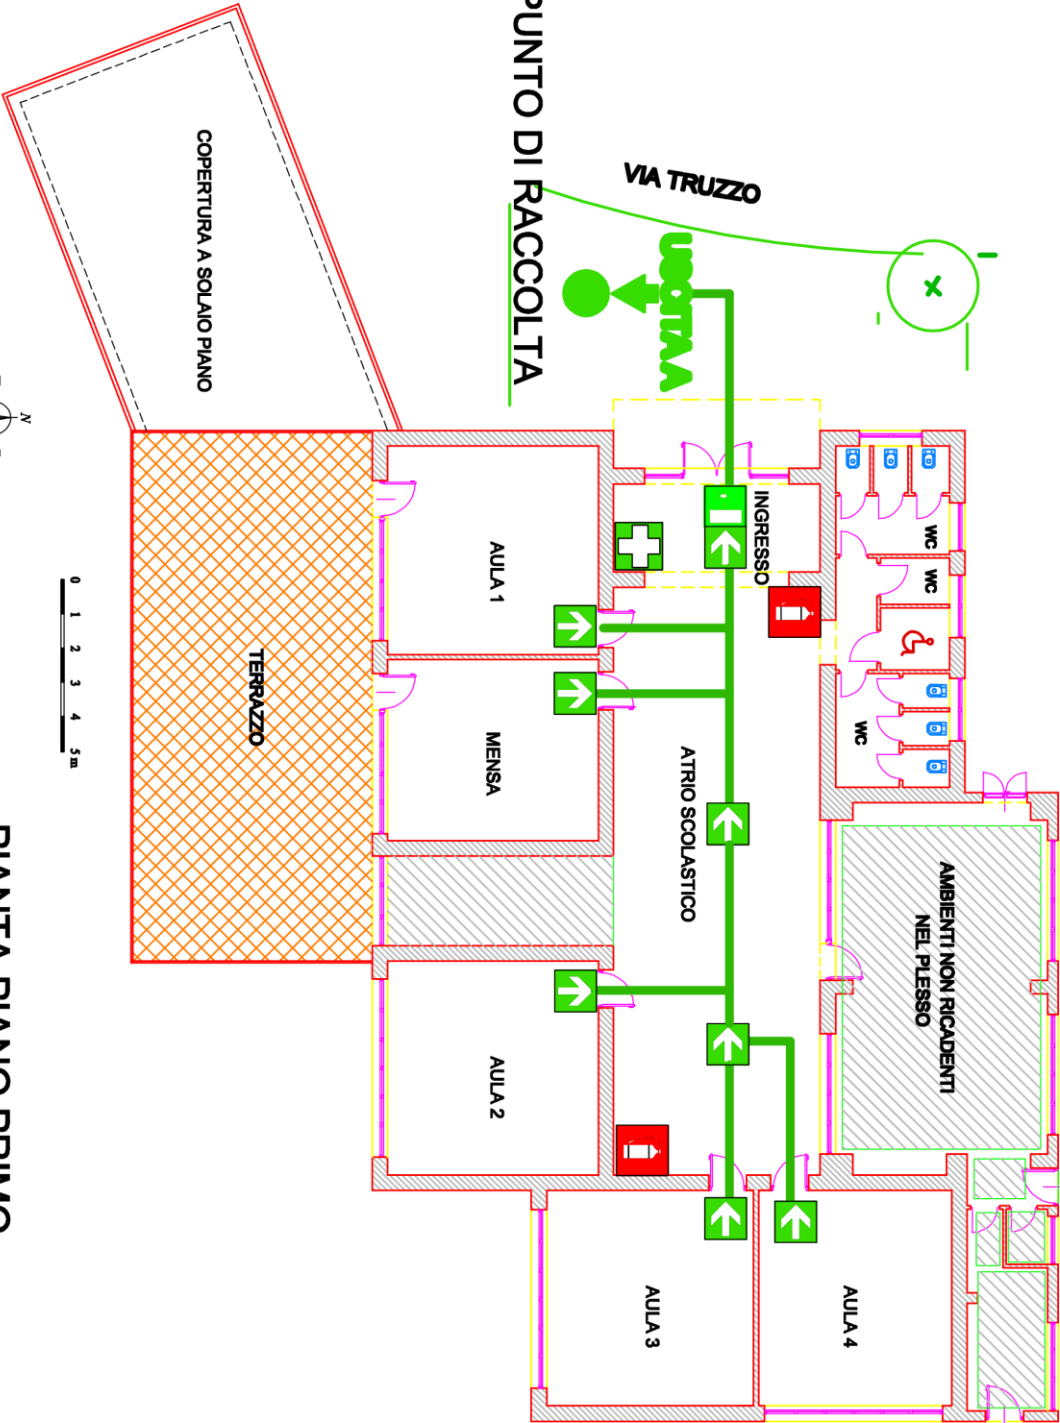 PUNTO DI RACCOLTA
VIA TRUZZO
USCITA A
COPERTURA A SOLAIO PIANO
N
INGRESSO
WC
WC
WC
AULA 1
MENSA
ATRIO SCOLASTICO
AMBIENTI NON RICADENTI
NEL PLESSO
TERRAZZO
AULA 2
AULA 3
AULA 4
0 1 2 3 4 5 m
PIANTA PIANO PRIMO